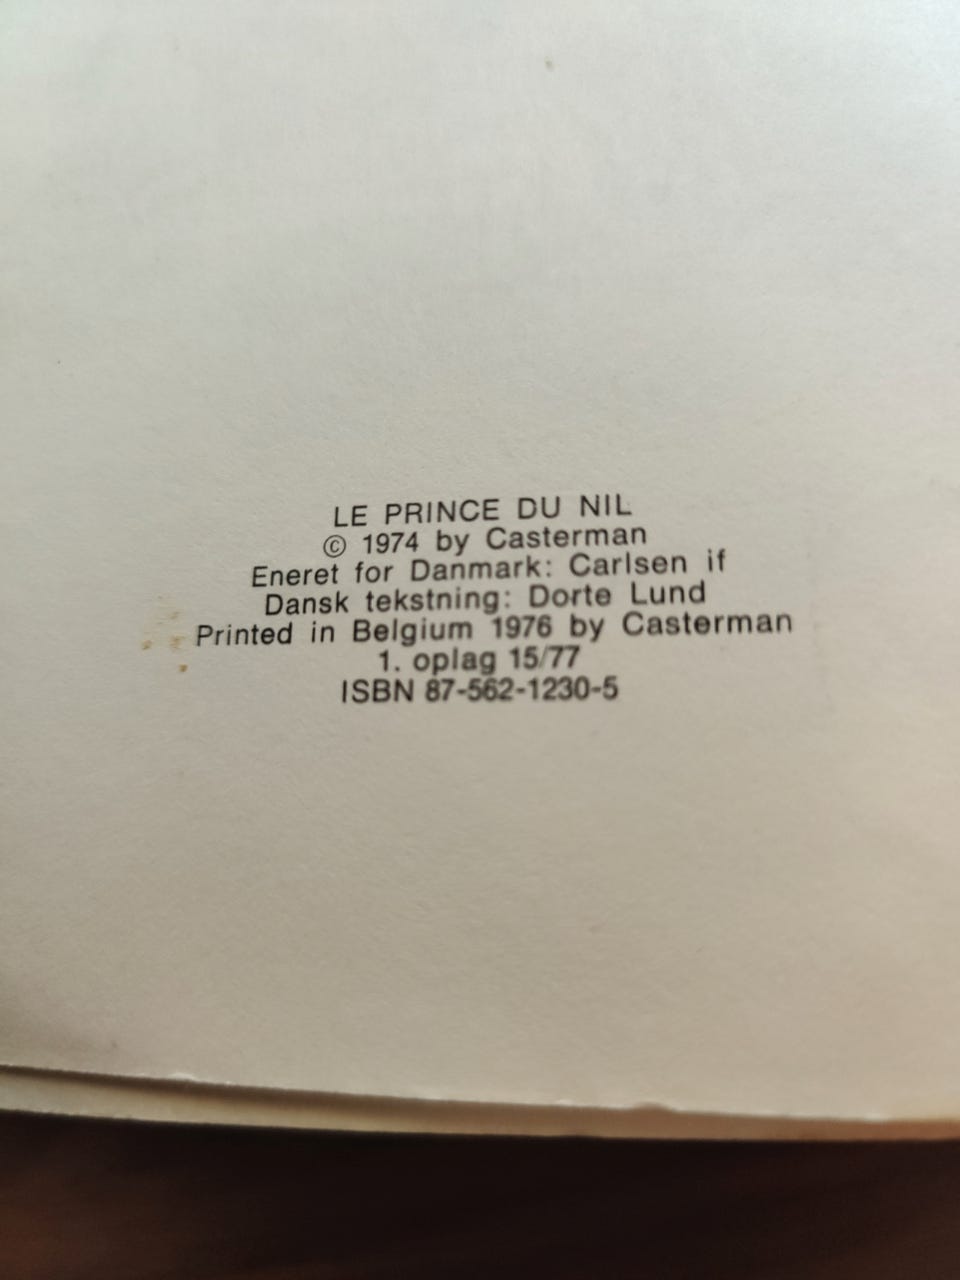 LE PRINCE DU NIL
© 1974 by Casterman
Eneret for Danmark: Carlsen if
Dansk tekstning: Dorte Lund
Printed in Belgium 1976 by Casterman
1. oplag 15/77
ISBN 87-562-1230-5